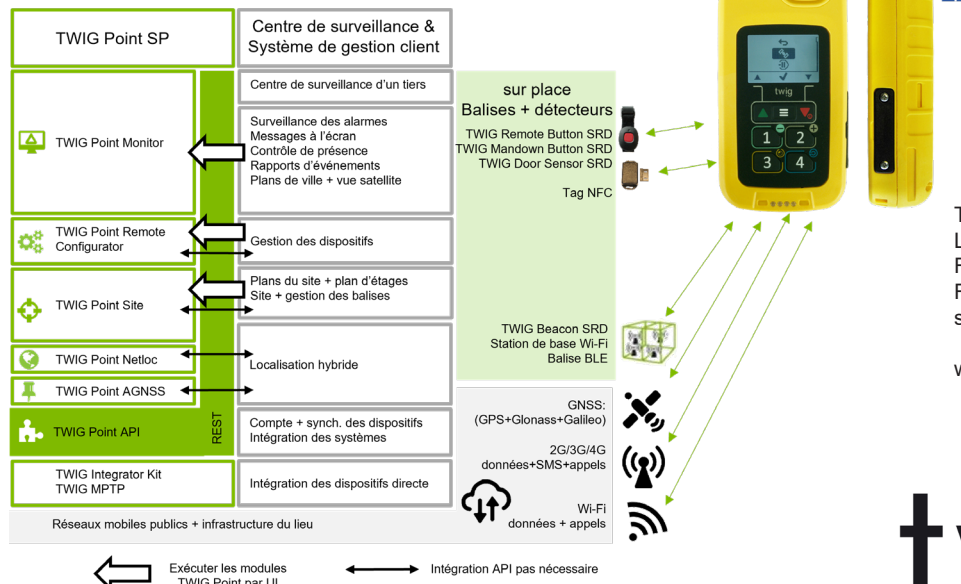 TWIG Point SP
Centre de surveillance &
Système de gestion client
TWIG Point Monitor
Centre de surveillance d'un tiers
Surveillance des alarmes
Messages à l'écran
Contrôle de présence
Rapports d'événements
Plans de ville + vue satellite
TWIG Point Remote
Configurator
Gestion des dispositifs
TWIG Point Site
Plans du site + plan d'étages
Site + gestion des balises
TWIG Point Netloc
Localisation hybride
TWIG Point AGNSS
TWIG Point API
REST
Compte + synch. des dispositifs
Intégration des systèmes
TWIG Integrator Kit
TWIG MPTP
Intégration des dispositifs directe
Réseaux mobiles publics + infrastructure du lieu
Exécuter les modules
TWIG Point par UI
Intégration API pas nécessaire
sur place
Balises + détecteurs
TWIG Remote Button SRD
TWIG Mandown Button SRD
TWIG Door Sensor SRD
Tag NFC
TWIG Beacon SRD
Station de base Wi-Fi
Balise BLE
GNSS:
(GPS+Glonass+Galileo)
2G/3G/4G
données+SMS+appels
Wi-Fi
données + appels
twig
1 2
3 4